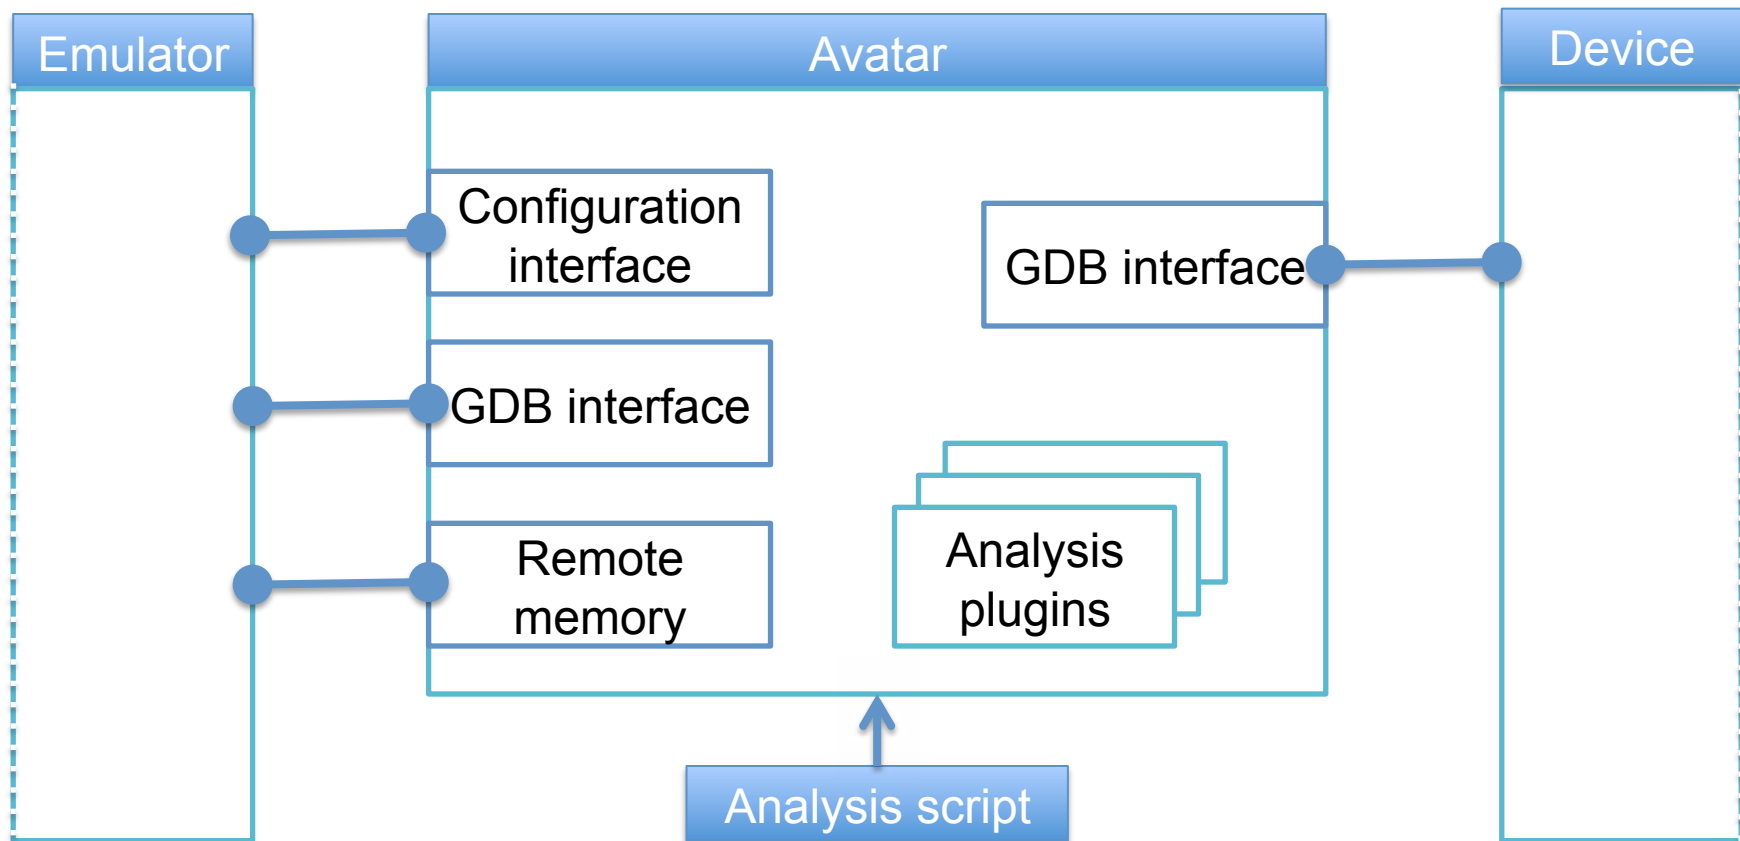 Emulator
Avatar
Device
Configuration
interface
GDB interface
GDB interface
Remote
memory
Analysis
plugins
Analysis script